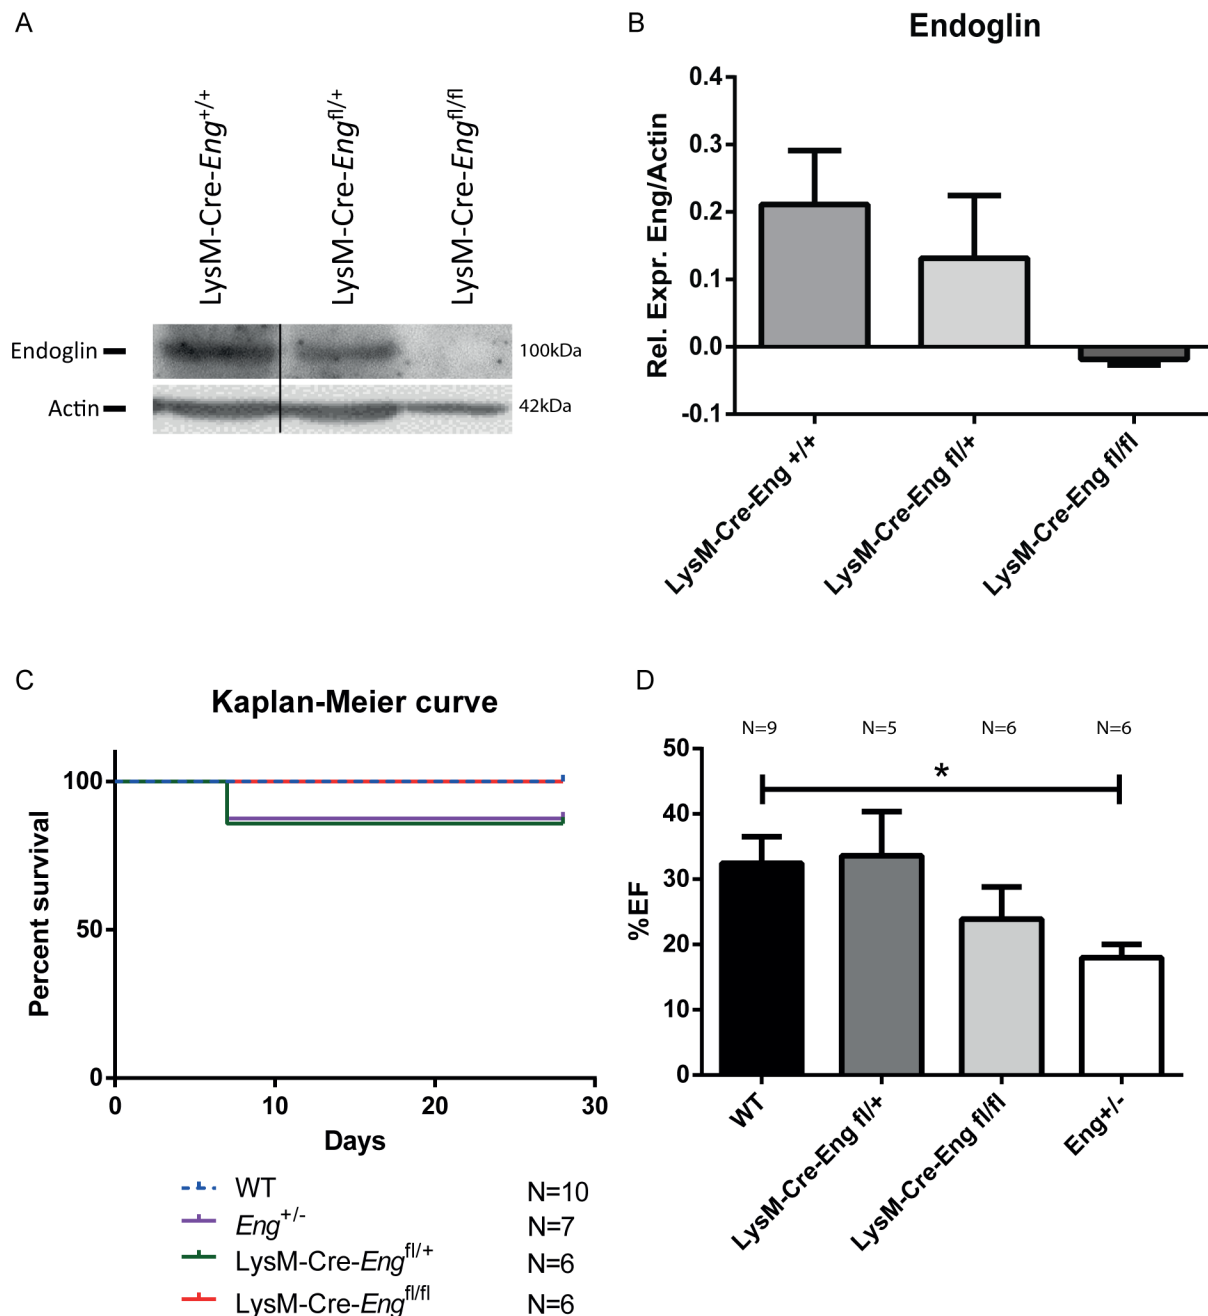 A
LysM-Cre-Eng+/+
LysM-Cre-Engfl/+
LysM-Cre-Engfl/fl
Endoglin
100kDa
Actin
42kDa
B
Endoglin
Rel. Expr. Eng/Actin
0.4
0.3
0.2
0.1
0.0
-0.1
LysM-Cre-Eng +/+
LysM-Cre-Eng fl/+
LysM-Cre-Eng fl/fl
C
Kaplan-Meier curve
Percent survival
100
50
0
0 10 20 30
Days
WT N=10
Eng+/- N=7
LysM-Cre-Engfl/+ N=6
LysM-Cre-Engfl/fl N=6
D
N=9 N=5 N=6 N=6
*
%EF
50
40
30
20
10
0
WT
LysM-Cre-Eng fl/+
LysM-Cre-Eng fl/fl
Eng+/-